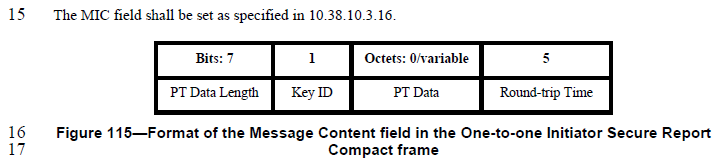 15 The MIC field shall be set as specified in 10.38.10.3.16.
Bits: 7 1 Octets: 0/variable 5
PT Data Length Key ID PT Data Round-trip Time
16 Figure 115—Format of the Message Content field in the One-to-one Initiator Secure Report
17 Compact frame